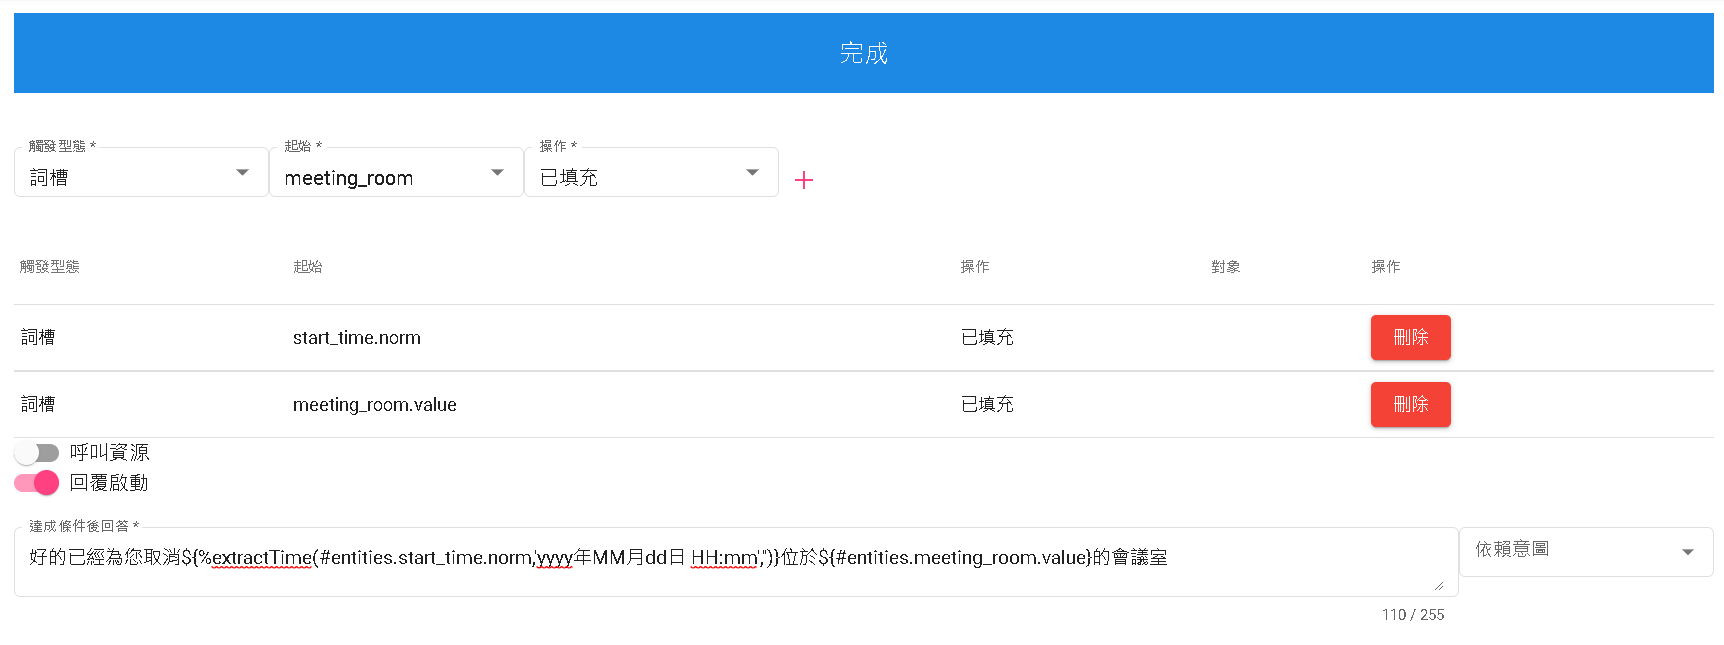 完成
觸發型態 * 起始 * 操作 *
詞槽 meeting_room 已填充 +
觸發型態 起始 操作 對象 操作
詞槽 start_time.norm 已填充 刪除
詞槽 meeting_room.value 已填充 刪除
呼叫資源
回覆啟動
達成條件後回答 *
好的已經為您取消${%extractTime(#entities.start_time.norm,'yyyy年MM月dd日 HH:mm','')}位於${#entities.meeting_room.value}的會議室
依賴意圖
110 / 255